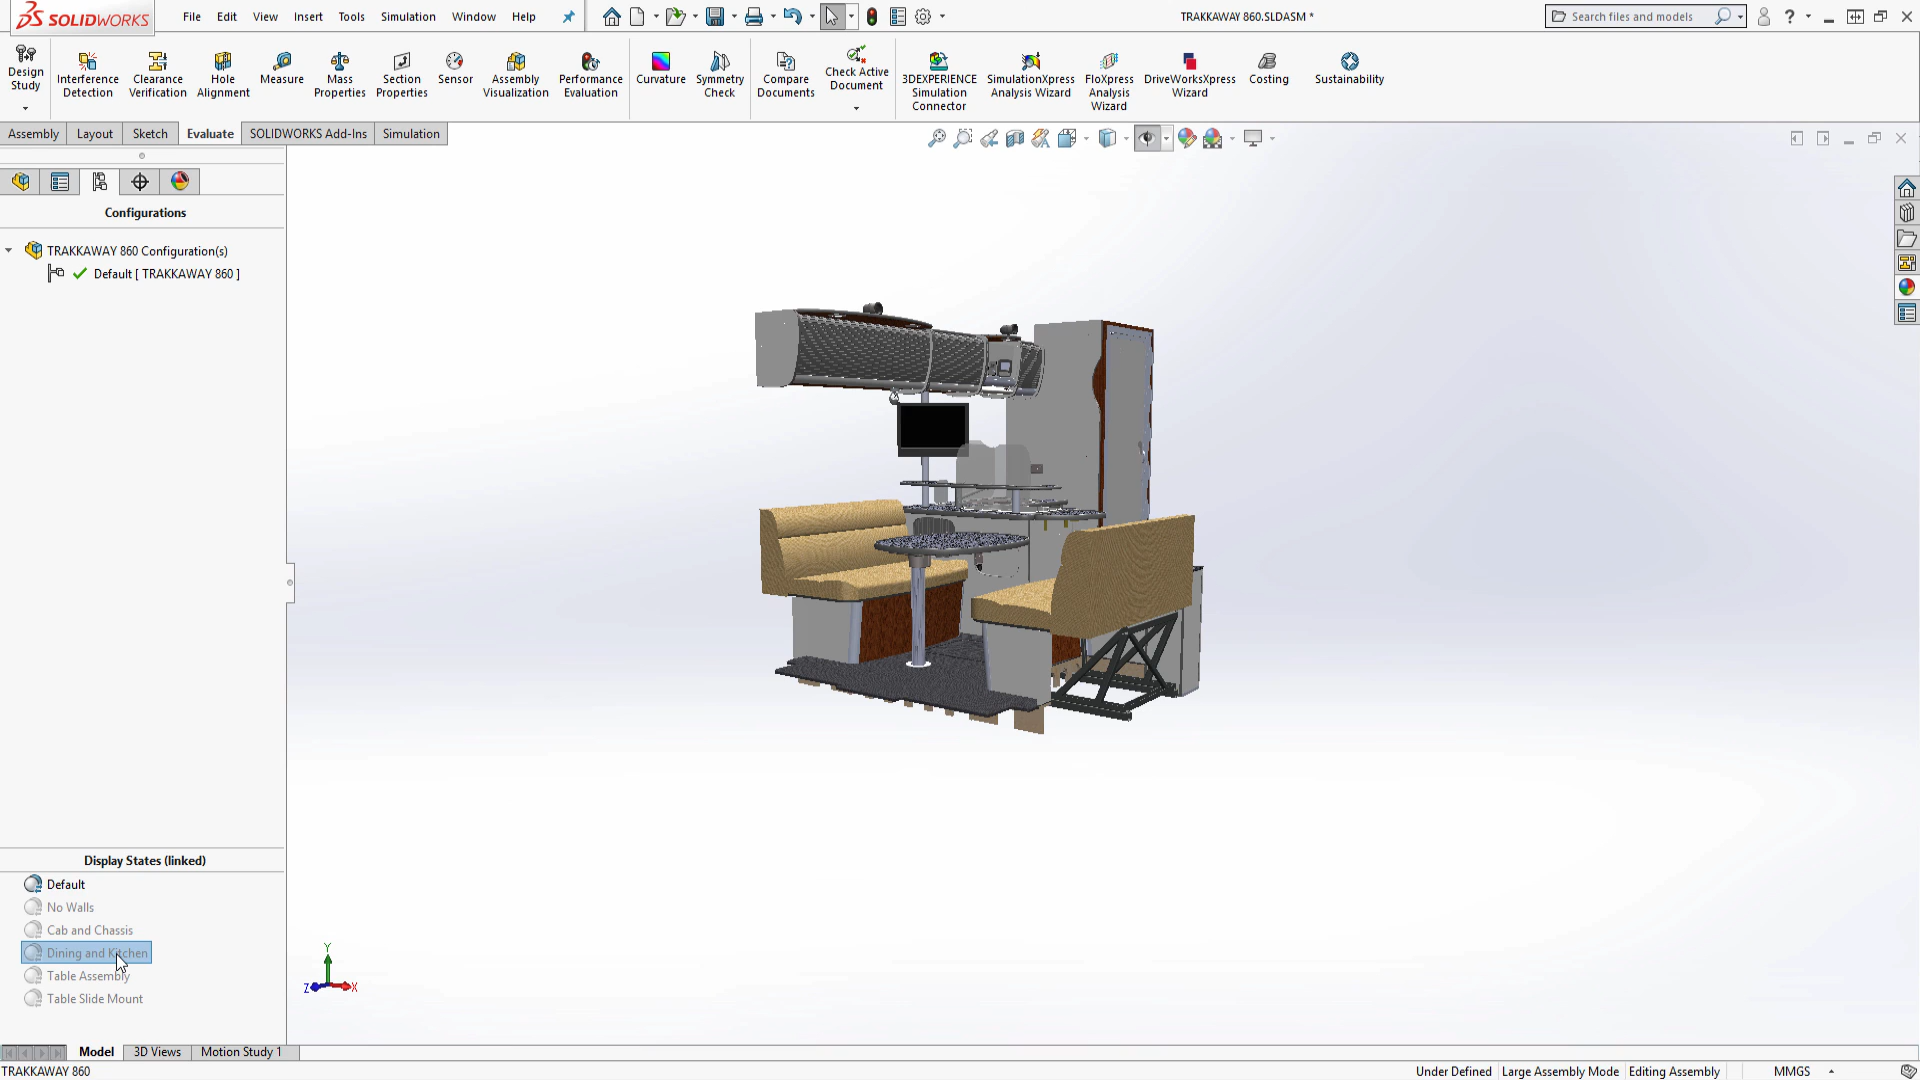 SOLIDWORKS
File Edit View Insert Tools Simulation Window Help
TRAKKAWAY 860.SLDASM *
Search files and models
?
Design Study
Interference Detection
Clearance Verification
Hole Alignment
Measure
Mass Properties
Section Properties
Sensor
Assembly Visualization
Performance Evaluation
Curvature
Symmetry Check
Compare Documents
Check Active Document
3DEXPERIENCE Simulation Connector
SimulationXpress Analysis Wizard
FloXpress Analysis Wizard
DriveWorksXpress Wizard
Costing
Sustainability
Assembly Layout Sketch Evaluate SOLIDWORKS Add-Ins Simulation
Configurations
TRAKKAWAY 860 Configuration(s)
Default [ TRAKKAWAY 860 ]
Display States (linked)
Default
No Walls
Cab and Chassis
Dining and Kitchen
Table Assembly
Table Slide Mount
Y
Z X
Model 3D Views Motion Study 1
TRAKKAWAY 860
Under Defined Large Assembly Mode Editing Assembly MMGS